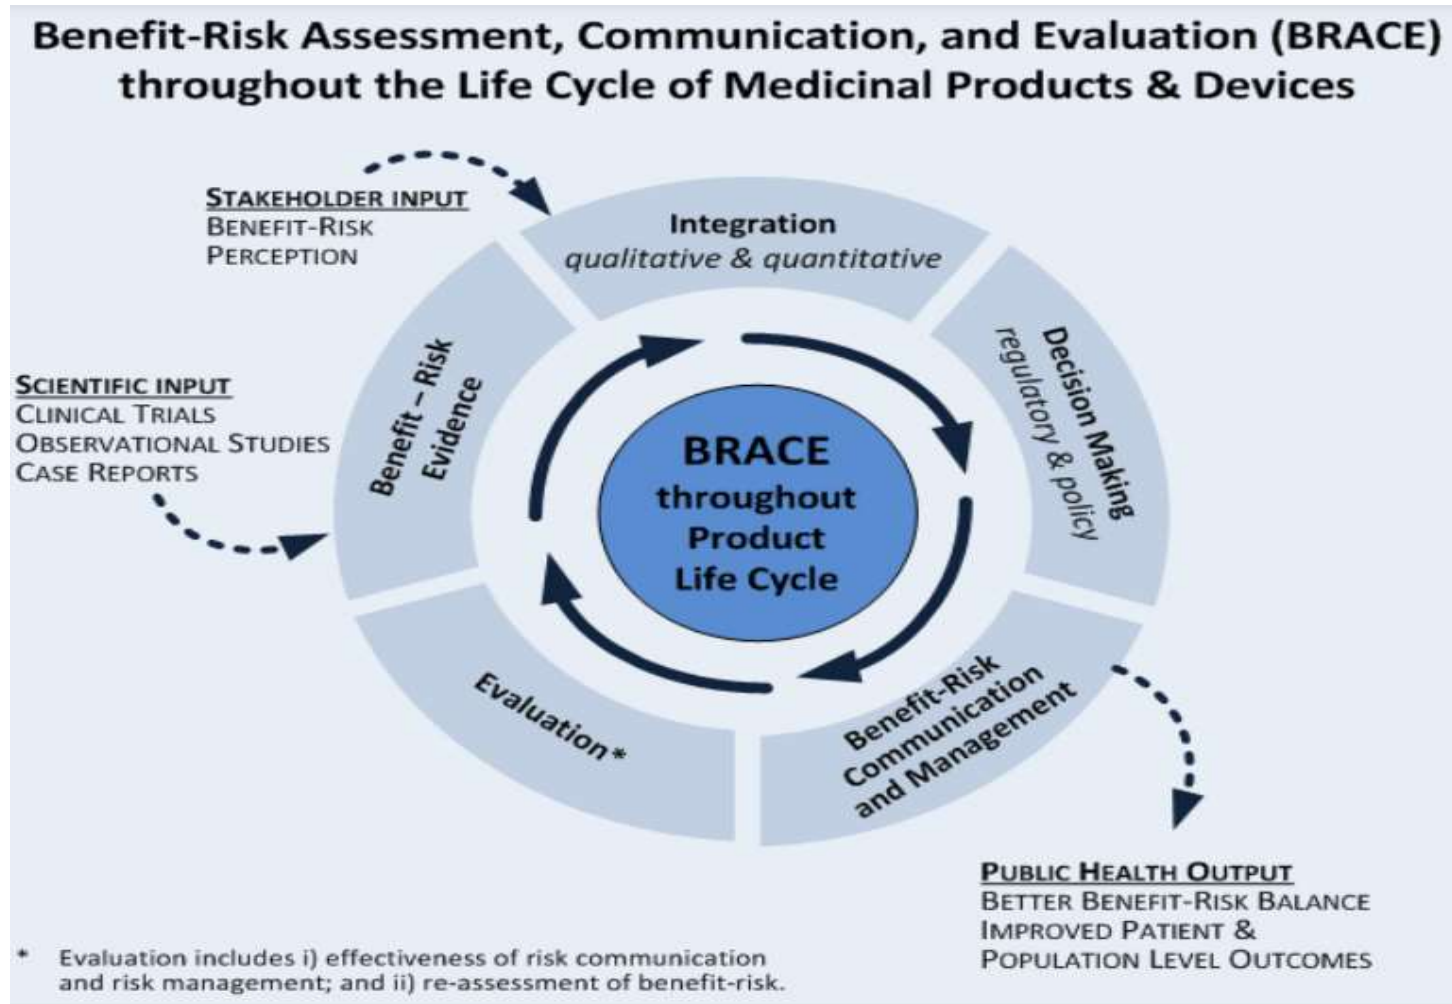 Benefit-Risk Assessment, Communication, and Evaluation (BRACE)
throughout the Life Cycle of Medicinal Products & Devices
STAKEHOLDER INPUT
BENEFIT-RISK
PERCEPTION
Integration
qualitative & quantitative
Decision Making
regulatory & policy
Benefit – Risk
Evidence
SCIENTIFIC INPUT
CLINICAL TRIALS
OBSERVATIONAL STUDIES
CASE REPORTS
BRACE
throughout
Product
Life Cycle
Evaluation*
Benefit-Risk
Communication
and Management
PUBLIC HEALTH OUTPUT
BETTER BENEFIT-RISK BALANCE
IMPROVED PATIENT &
POPULATION LEVEL OUTCOMES
* Evaluation includes i) effectiveness of risk communication
and risk management; and ii) re-assessment of benefit-risk.